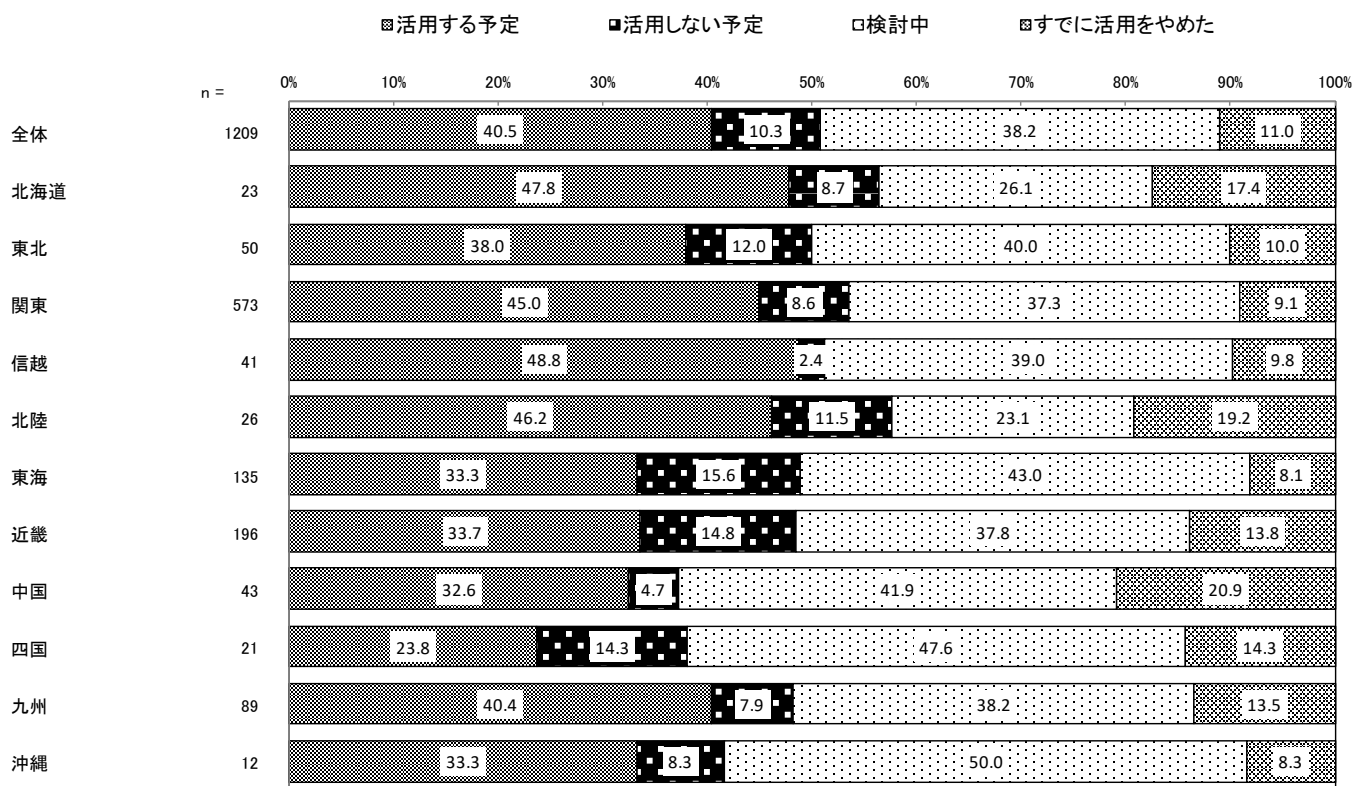 活用する予定 活用しない予定 検討中 すでに活用をやめた
0% 10% 20% 30% 40% 50% 60% 70% 80% 90% 100%
n =
全体 1209 40.5 10.3 38.2 11.0
北海道 23 47.8 8.7 26.1 17.4
東北 50 38.0 12.0 40.0 10.0
関東 573 45.0 8.6 37.3 9.1
信越 41 48.8 2.4 39.0 9.8
北陸 26 46.2 11.5 23.1 19.2
東海 135 33.3 15.6 43.0 8.1
近畿 196 33.7 14.8 37.8 13.8
中国 43 32.6 4.7 41.9 20.9
四国 21 23.8 14.3 47.6 14.3
九州 89 40.4 7.9 38.2 13.5
沖縄 12 33.3 8.3 50.0 8.3